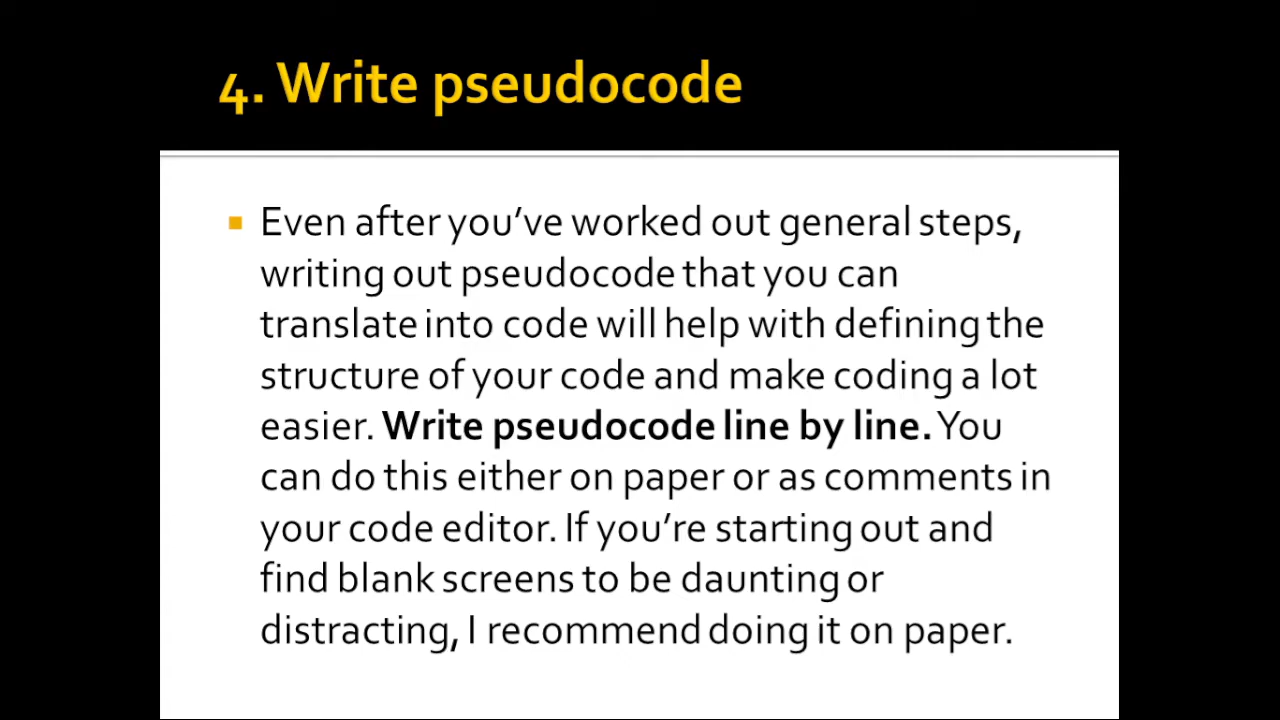 4. Write pseudocode
Even after you’ve worked out general steps,
writing out pseudocode that you can
translate into code will help with defining the
structure of your code and make coding a lot
easier. Write pseudocode line by line. You
can do this either on paper or as comments in
your code editor. If you’re starting out and
find blank screens to be daunting or
distracting, I recommend doing it on paper.